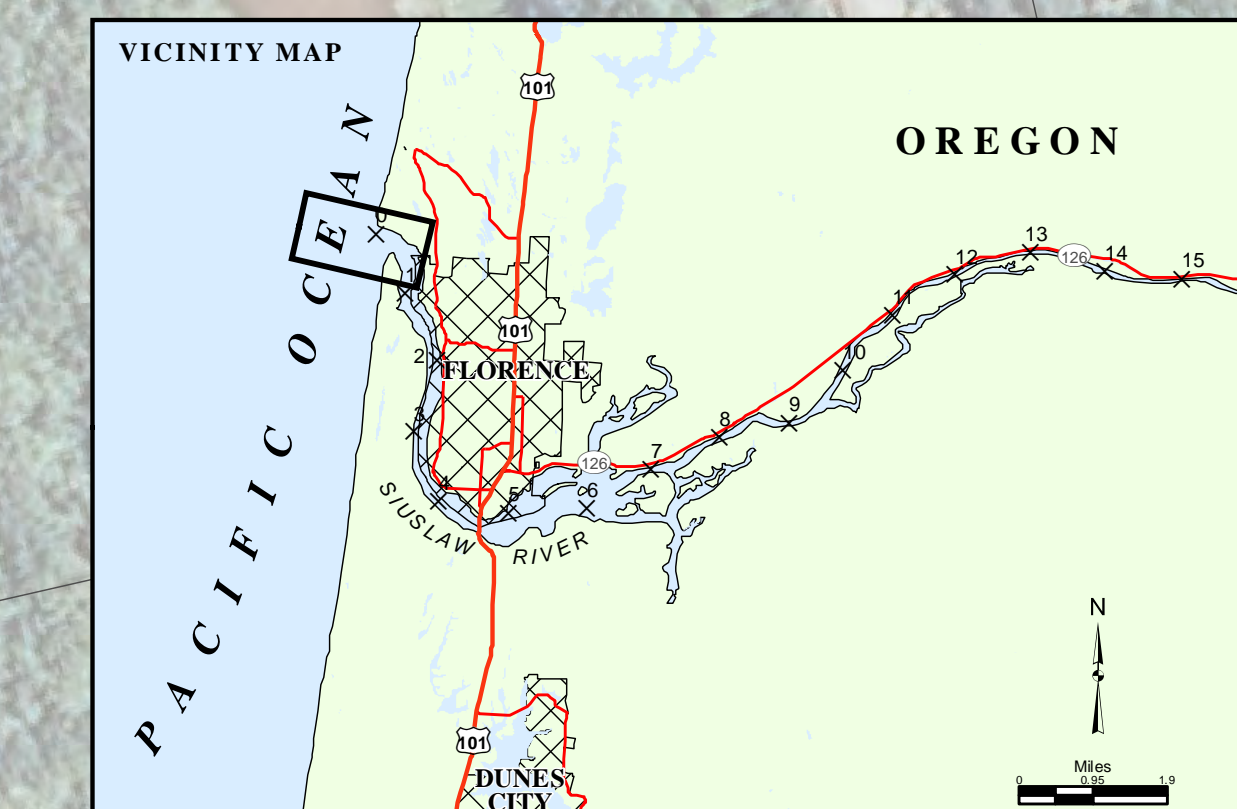 VICINITY MAP
101
OREGON
PACIFIC OCEAN
0
1
2
3
4
5
6
7
8
9
10
11
12
13
14
15
126
101
FLORENCE
126
SIUSLAW RIVER
N
101
DUNES
CITY
Miles
0 0.95 1.9